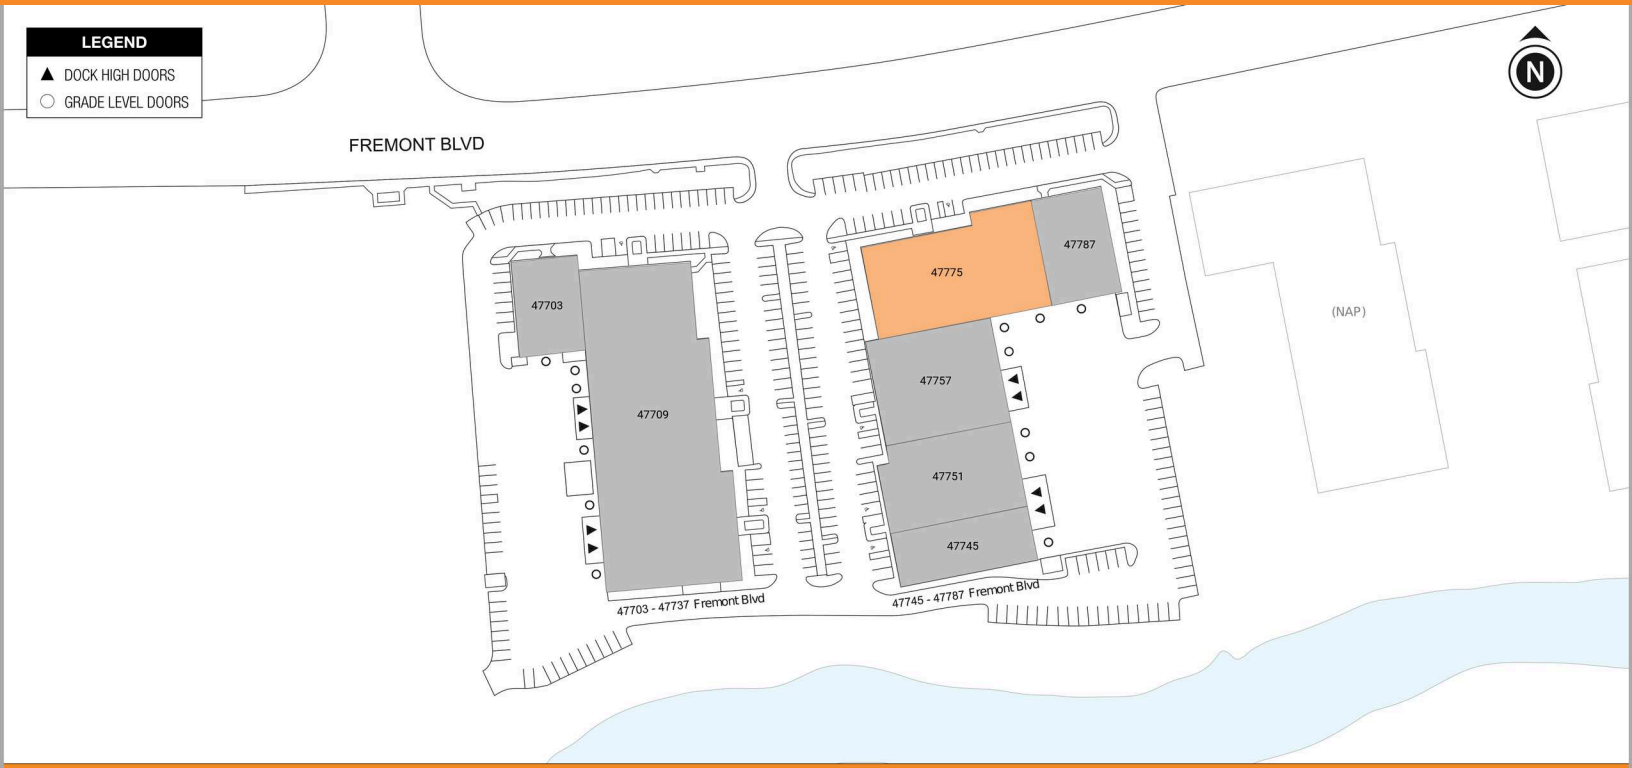 LEGEND
DOCK HIGH DOORS
GRADE LEVEL DOORS
N
FREMONT BLVD
47787
47775
47703
(NAP)
47757
47709
47751
47745
47703 - 47737 Fremont Blvd
47745 - 47787 Fremont Blvd